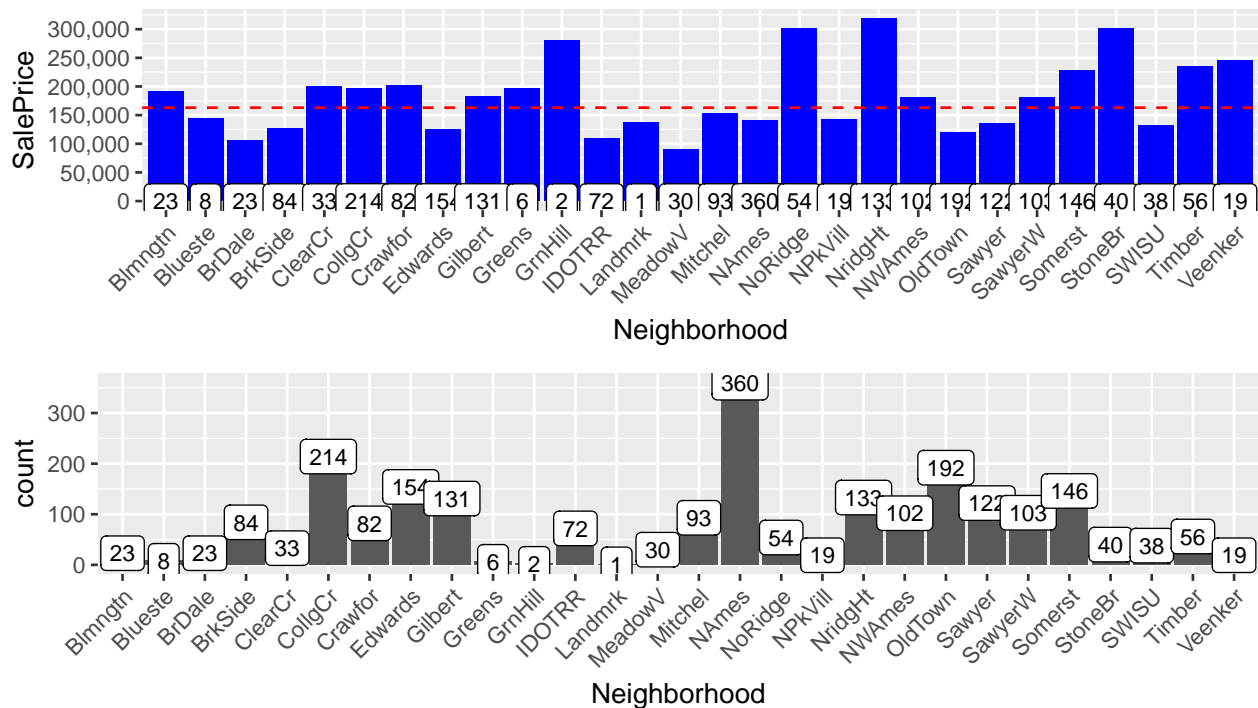 SalePrice
300,000
250,000
200,000
150,000
100,000
50,000
0
23 8 23 84 33 214 82 154 131 6 2 72 1 30 93 360 54 19 133 102 192 122 103 146 40 38 56 19
Blmngtn Blueste BrDale BrkSide ClearCr CollgCr Crawfor Edwards Gilbert Greens GrnHill IDOTRR Landmrk MeadowV Mitchel NAmes NoRidge NPkVill NridgHt NWAmes OldTown Sawyer SawyerW Somerst StoneBr SWISU Timber Veenker
Neighborhood
count
300
200
100
0
23 8 23 84 33 214 82 154 131 6 2 72 1 30 93 360 54 19 133 102 192 122 103 146 40 38 56 19
Blmngtn Blueste BrDale BrkSide ClearCr CollgCr Crawfor Edwards Gilbert Greens GrnHill IDOTRR Landmrk MeadowV Mitchel NAmes NoRidge NPkVill NridgHt NWAmes OldTown Sawyer SawyerW Somerst StoneBr SWISU Timber Veenker
Neighborhood